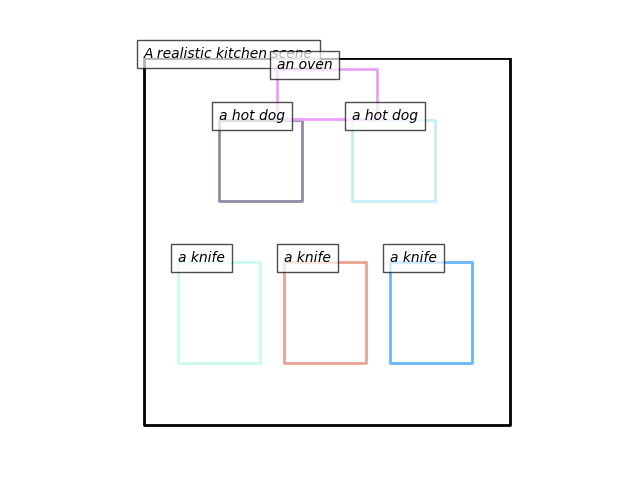 A realistic kitchen scene
an oven
a hot dog
a hot dog
a knife
a knife
a knife